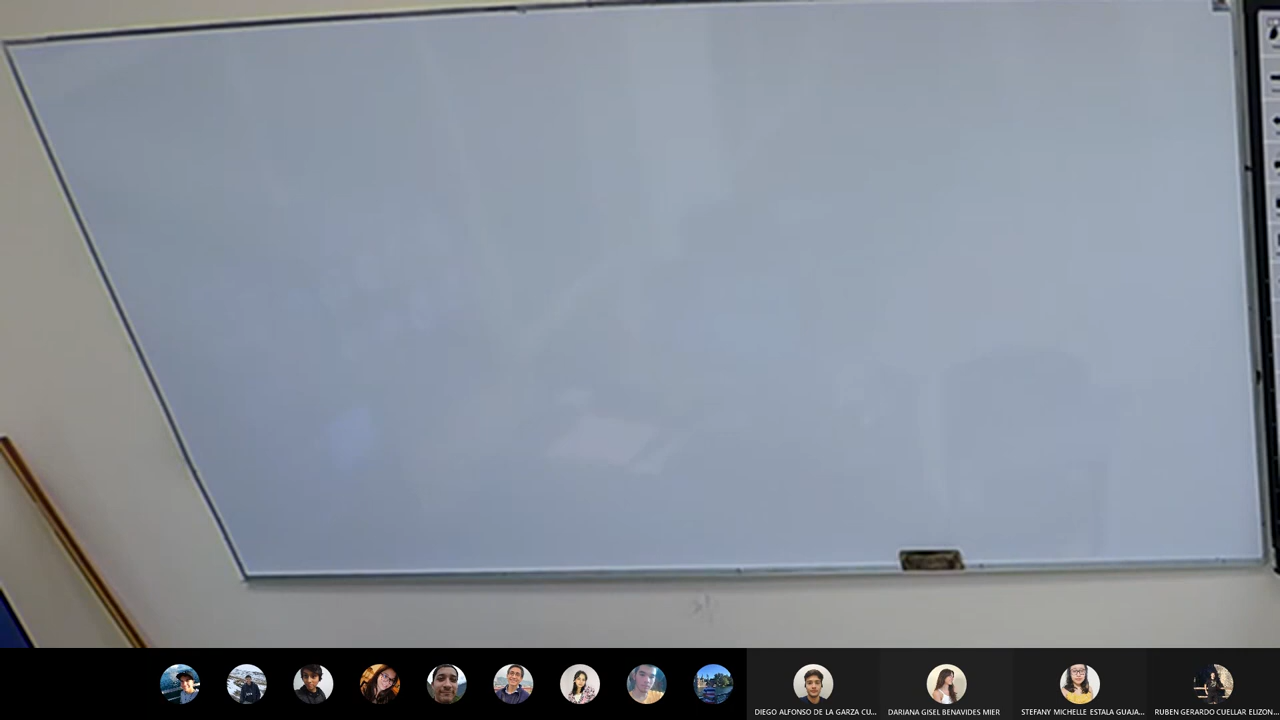 DIEGO ALFONSO DE LA GARZA CU...
DARIANA GISEL BENAVIDES MIER
STEFANY MICHELLE ESTALA GUAJA...
RUBEN GERARDO CUELLAR ELIZON...